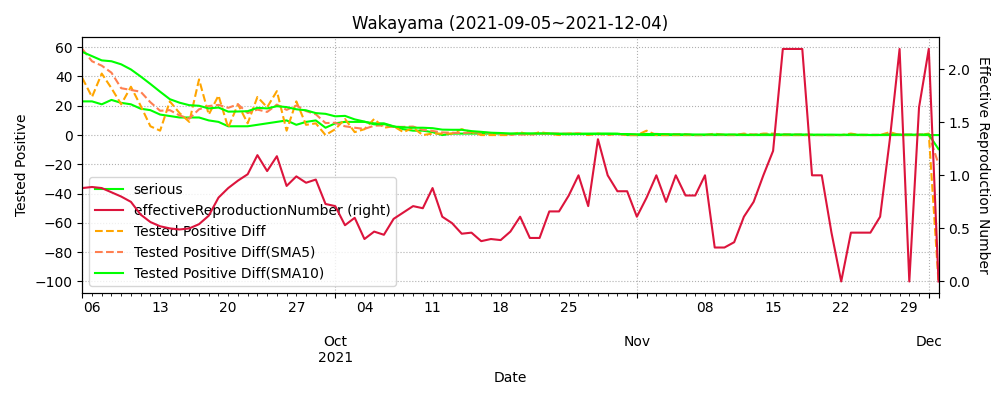 Wakayama (2021-09-05~2021-12-04)
Tested Positive
60
40
20
0
−20
−40
−60
−80
−100
serious
effectiveReproductionNumber (right)
Tested Positive Diff
Tested Positive Diff(SMA5)
Tested Positive Diff(SMA10)
2.0
1.5
1.0
0.5
0.0
Effective Reproduction Number
06 13 20 27 04 11 18 25 08 15 22 29
Oct Nov Dec
2021
Date